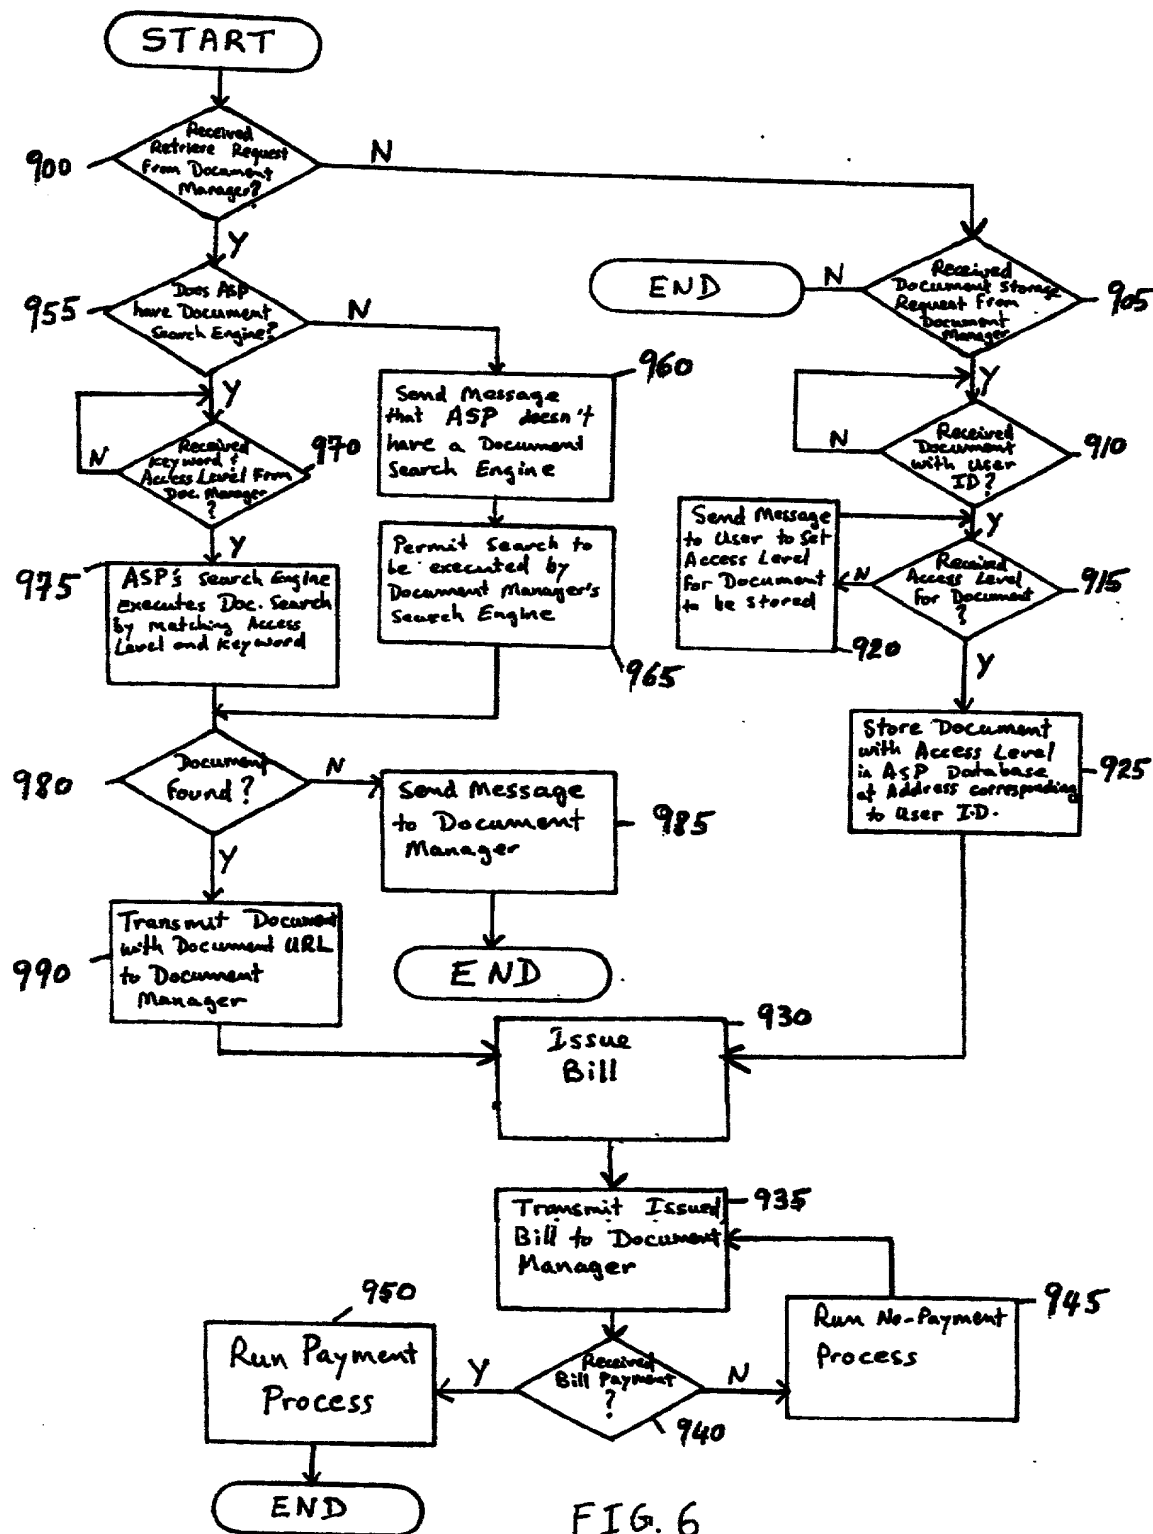 START
900
Received
Retrieve Request
From Document
Manager?
N
Y
955
Does ASP
have Document
Search Engine?
N
Y
END
N
Received
Document Storage
Request From
Document
Manager
905
Y
960
Send Message
that ASP doesn't
have a Document
Search Engine
N
Received
Keyword &
Access Level From
Doc. Manager
?
970
Y
N
Received
Document
with User
ID?
910
Y
975
ASP's Search Engine
executes Doc. Search
by matching Access
Level and Keyword
Permit Search to
be executed by
Document Manager's
Search Engine
965
Send Message
to User to Set
Access Level
For Document
to be stored
920
N
Received
Access Level
For Document
?
915
Y
980
Document
Found?
N
Y
Send Message
to Document
Manager
985
END
Store Document
with Access Level
in ASP Database
at Address corresponding
to User I.D.
925
990
Transmit Document
with Document URL
to Document
Manager
930
Issue
Bill
935
Transmit Issued
Bill to Document
Manager
950
Run Payment
Process
Y
Received
Bill Payment
?
940
N
945
Run No-Payment
Process
END
FIG. 6